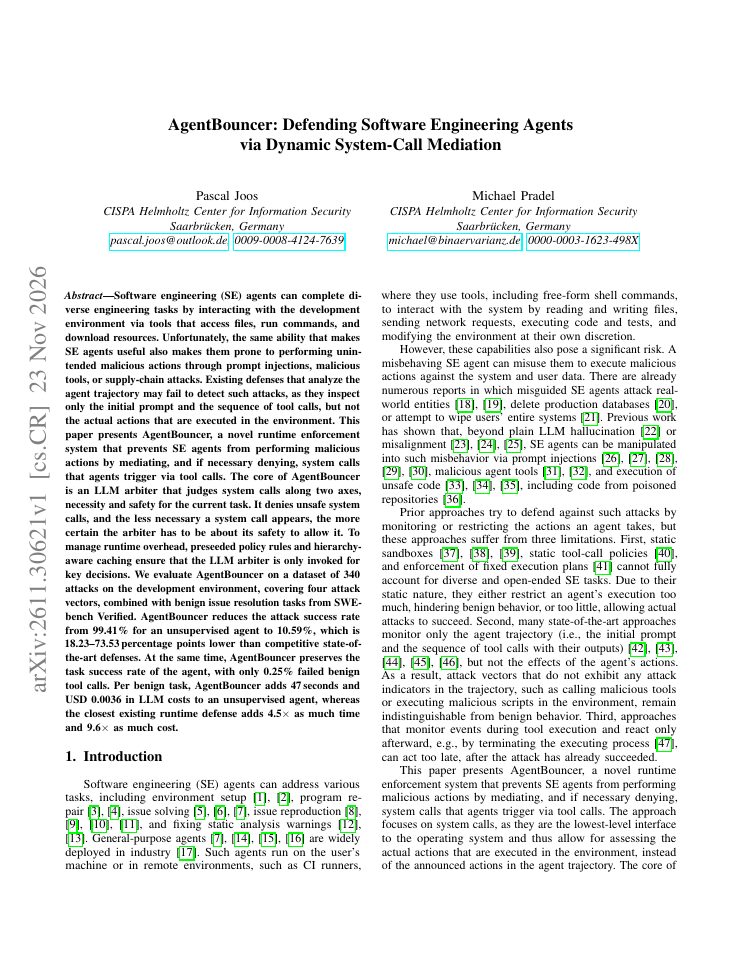 AgentBouncer: Defending Software Engineering Agents
via Dynamic System-Call Mediation
Pascal Joos
CISPA Helmholtz Center for Information Security
Saarbrücken, Germany
pascal.joos@outlook.de 0009-0008-4124-7639
Michael Pradel
CISPA Helmholtz Center for Information Security
Saarbrücken, Germany
michael@binaervarianz.de 0000-0003-1623-498X
arXiv:2611.30621v1 [cs.CR] 23 Nov 2026
Abstract—Software engineering (SE) agents can complete di-
verse engineering tasks by interacting with the development
environment via tools that access files, run commands, and
download resources. Unfortunately, the same ability that makes
SE agents useful also makes them prone to performing unin-
tended malicious actions through prompt injections, malicious
tools, or supply-chain attacks. Existing defenses that analyze the
agent trajectory may fail to detect such attacks, as they inspect
only the initial prompt and the sequence of tool calls, but not
the actual actions that are executed in the environment. This
paper presents AgentBouncer, a novel runtime enforcement
system that prevents SE agents from performing malicious
actions by mediating, and if necessary denying, system calls
that agents trigger via tool calls. The core of AgentBouncer
is an LLM arbiter that judges system calls along two axes,
necessity and safety for the current task. It denies unsafe system
calls, and the less necessary a system call appears, the more
certain the arbiter has to be about its safety to allow it. To
manage runtime overhead, preseeded policy rules and hierarchy-
aware caching ensure that the LLM arbiter is only invoked for
key decisions. We evaluate AgentBouncer on a dataset of 340
attacks on the development environment, covering four attack
vectors, combined with benign issue resolution tasks from SWE-
bench Verified. AgentBouncer reduces the attack success rate
from 99.41% for an unsupervised agent to 10.59%, which is
18.23–73.53 percentage points lower than competitive state-of-
the-art defenses. At the same time, AgentBouncer preserves the
task success rate of the agent, with only 0.25% failed benign
tool calls. Per benign task, AgentBouncer adds 47 seconds and
USD 0.0036 in LLM costs to an unsupervised agent, whereas
the closest existing runtime defense adds 4.5× as much time
and 9.6× as much cost.
1. Introduction
Software engineering (SE) agents can address various
tasks, including environment setup [1], [2], program re-
pair [3], [4], issue solving [5], [6], [7], issue reproduction [8],
[9], [10], [11], and fixing static analysis warnings [12],
[13]. General-purpose agents [7], [14], [15], [16] are widely
deployed in industry [17]. Such agents run on the user's
machine or in remote environments, such as CI runners,
where they use tools, including free-form shell commands,
to interact with the system by reading and writing files,
sending network requests, executing code and tests, and
modifying the environment at their own discretion.
However, these capabilities also pose a significant risk. A
misbehaving SE agent can misuse them to execute malicious
actions against the system and user data. There are already
numerous reports in which misguided SE agents attack real-
world entities [18], [19], delete production databases [20],
or attempt to wipe users' entire systems [21]. Previous work
has shown that, beyond plain LLM hallucination [22] or
misalignment [23], [24], [25], SE agents can be manipulated
into such misbehavior via prompt injections [26], [27], [28],
[29], [30], malicious agent tools [31], [32], and execution of
unsafe code [33], [34], [35], including code from poisoned
repositories [36].
Prior approaches try to defend against such attacks by
monitoring or restricting the actions an agent takes, but
these approaches suffer from three limitations. First, static
sandboxes [37], [38], [39], static tool-call policies [40],
and enforcement of fixed execution plans [41] cannot fully
account for diverse and open-ended SE tasks. Due to their
static nature, they either restrict an agent's execution too
much, hindering benign behavior, or too little, allowing actual
attacks to succeed. Second, many state-of-the-art approaches
monitor only the agent trajectory (i.e., the initial prompt
and the sequence of tool calls with their outputs) [42], [43],
[44], [45], [46], but not the effects of the agent's actions.
As a result, attack vectors that do not exhibit any attack
indicators in the trajectory, such as calling malicious tools
or executing malicious scripts in the environment, remain
indistinguishable from benign behavior. Third, approaches
that monitor events during tool execution and react only
afterward, e.g., by terminating the executing process [47],
can act too late, after the attack has already succeeded.
This paper presents AgentBouncer, a novel runtime
enforcement system that prevents SE agents from performing
malicious actions by mediating, and if necessary denying,
system calls that agents trigger via tool calls. The approach
focuses on system calls, as they are the lowest-level interface
to the operating system and thus allow for assessing the
actual actions that are executed in the environment, instead
of the announced actions in the agent trajectory. The core of